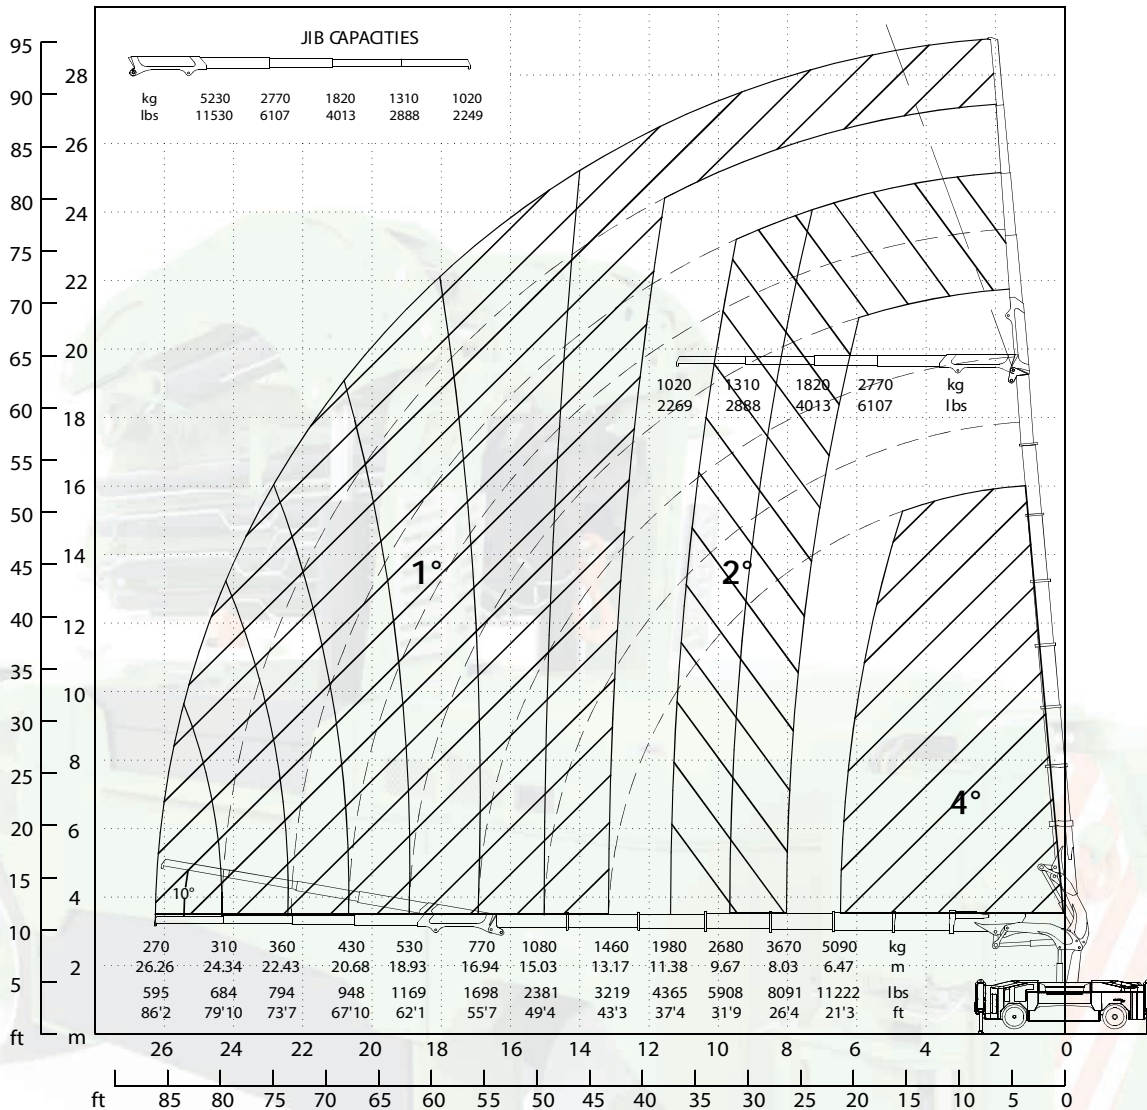 JIB CAPACITIES
kg 5230 2770 1820 1310 1020
lbs 11530 6107 4013 2888 2249
95
90
85
80
75
70
65
60
55
50
45
40
35
30
25
20
15
10
5
ft
28
26
24
22
20
18
16
14
12
10
8
6
4
2
m
1020 1310 1820 2770 kg
2269 2888 4013 6107 lbs
1° 2°
4°
10°
270 310 360 430 530 770 1080 1460 1980 2680 3670 5090 kg
26.26 24.34 22.43 20.68 18.93 16.94 15.03 13.17 11.38 9.67 8.03 6.47 m
595 684 794 948 1169 1698 2381 3219 4365 5908 8091 11222 lbs
86'2 79'10 73'7 67'10 62'1 55'7 49'4 43'3 37'4 31'9 26'4 21'3 ft
26 24 22 20 18 16 14 12 10 8 6 4 2 0
ft 85 80 75 70 65 60 55 50 45 40 35 30 25 20 15 10 5 0